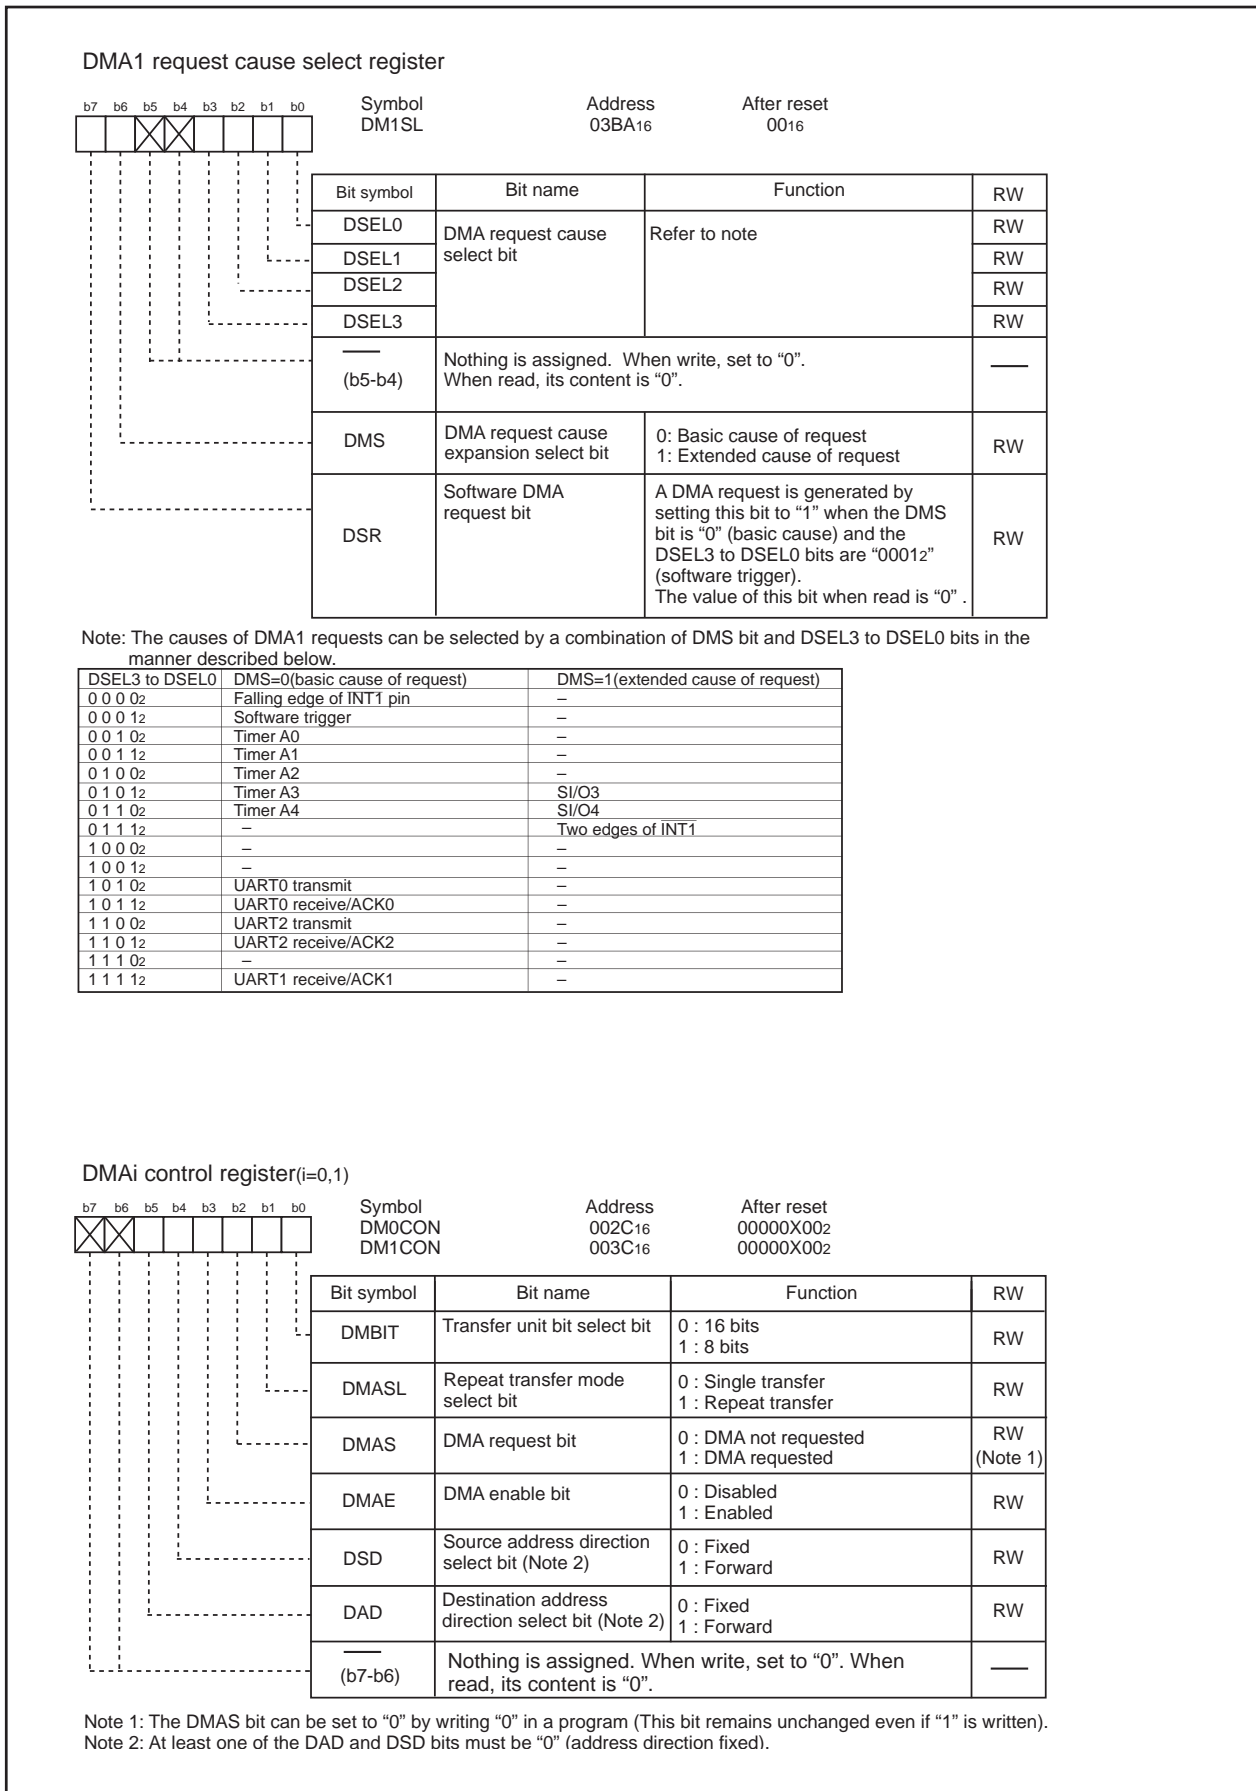 DMA1 request cause select register
b7 b6 b5 b4 b3 b2 b1 b0
Symbol Address After reset
DM1SL 03BA16 0016
Bit symbol Bit name Function RW
DSEL0 DMA request cause select bit Refer to note RW
DSEL1 RW
DSEL2 RW
DSEL3 RW
(b5-b4) Nothing is assigned. When write, set to “0”.
When read, its content is “0”.
DMS DMA request cause expansion select bit 0: Basic cause of request
1: Extended cause of request RW
DSR Software DMA request bit A DMA request is generated by
setting this bit to “1” when the DMS
bit is “0” (basic cause) and the
DSEL3 to DSEL0 bits are “00012”
(software trigger).
The value of this bit when read is “0” . RW
Note: The causes of DMA1 requests can be selected by a combination of DMS bit and DSEL3 to DSEL0 bits in the
manner described below.
DSEL3 to DSEL0 DMS=0(basic cause of request) DMS=1(extended cause of request)
0 0 0 02 Falling edge of INT1 pin –
0 0 0 12 Software trigger –
0 0 1 02 Timer A0 –
0 0 1 12 Timer A1 –
0 1 0 02 Timer A2 –
0 1 0 12 Timer A3 SI/O3
0 1 1 02 Timer A4 SI/O4
0 1 1 12 – Two edges of INT1
1 0 0 02 – –
1 0 0 12 – –
1 0 1 02 UART0 transmit –
1 0 1 12 UART0 receive/ACK0 –
1 1 0 02 UART2 transmit –
1 1 0 12 UART2 receive/ACK2 –
1 1 1 02 – –
1 1 1 12 UART1 receive/ACK1 –
DMAi control register(i=0,1)
b7 b6 b5 b4 b3 b2 b1 b0
Symbol Address After reset
DM0CON 002C16 00000X002
DM1CON 003C16 00000X002
Bit symbol Bit name Function RW
DMBIT Transfer unit bit select bit 0 : 16 bits
1 : 8 bits RW
DMASL Repeat transfer mode select bit 0 : Single transfer
1 : Repeat transfer RW
DMAS DMA request bit 0 : DMA not requested
1 : DMA requested RW (Note 1)
DMAE DMA enable bit 0 : Disabled
1 : Enabled RW
DSD Source address direction select bit (Note 2) 0 : Fixed
1 : Forward RW
DAD Destination address direction select bit (Note 2) 0 : Fixed
1 : Forward RW
(b7-b6) Nothing is assigned. When write, set to “0”. When
read, its content is “0”.
Note 1: The DMAS bit can be set to “0” by writing “0” in a program (This bit remains unchanged even if “1” is written).
Note 2: At least one of the DAD and DSD bits must be “0” (address direction fixed).